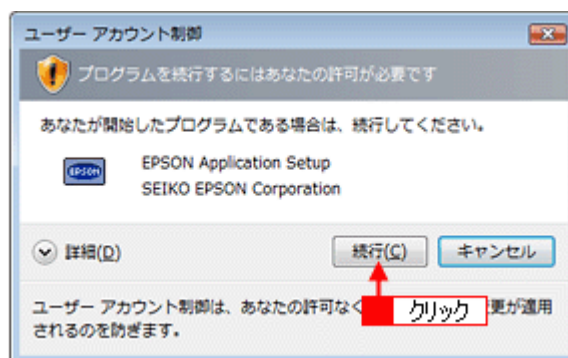 ユーザー アカウント制御
プログラムを続行するにはあなたの許可が必要です
あなたが開始したプログラムである場合は、続行してください。
EPSON
EPSON Application Setup
SEIKO EPSON Corporation
詳細(D)
続行(C)
キャンセル
クリック
ユーザー アカウント制御は、あなたの許可なく 更が適用
されるのを防ぎます。